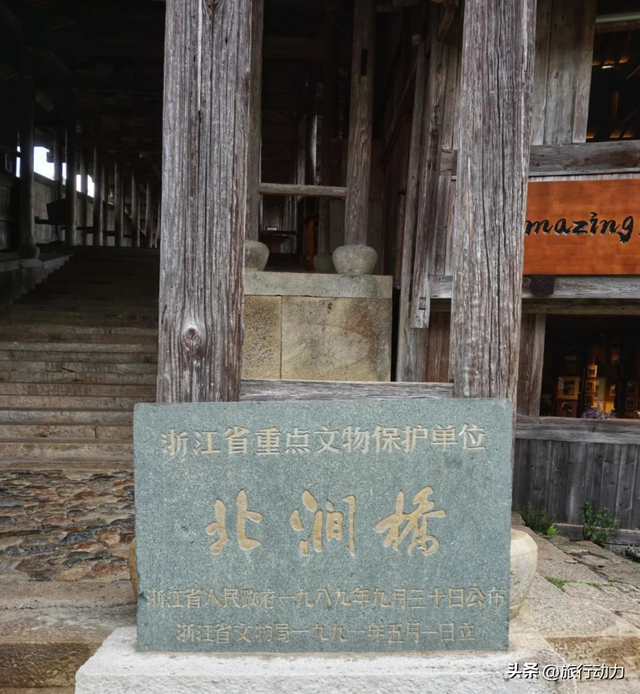 amazing.
浙江省重点文物保护单位
北涧桥
浙江省人民政府一九八九年九月三十日公布
浙江省文物局一九九一年五月一日立
头条 @旅行动力